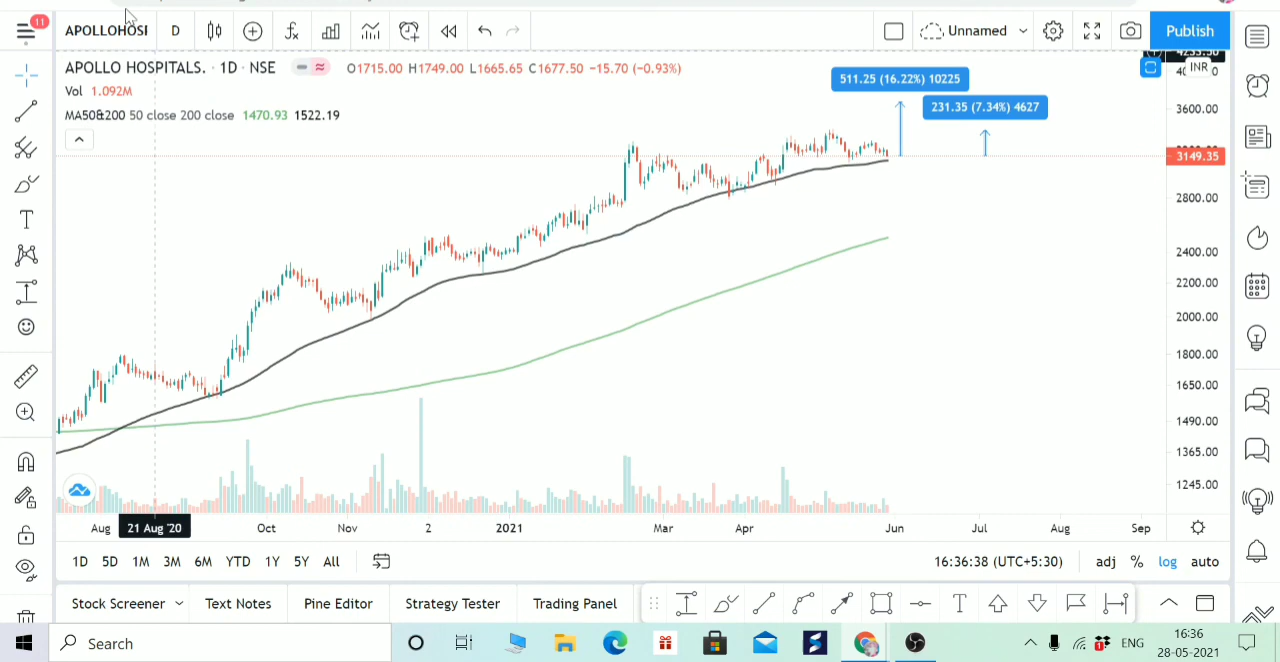 11
APOLLOHOSI
D
Unnamed
Publish
APOLLO HOSPITALS. · 1D · NSE
O1715.00 H1749.00 L1665.65 C1677.50 −15.70 (−0.93%)
Vol 1.092M
MA50&200 50 close 200 close 1470.93 1522.19
511.25 (16.22%) 10225
231.35 (7.34%) 4627
INR
3600.00
3149.35
2800.00
2400.00
2200.00
2000.00
1800.00
1650.00
1490.00
1365.00
1245.00
Aug
21 Aug '20
Oct
Nov
2
2021
Mar
Apr
Jun
Jul
Aug
Sep
1D 5D 1M 3M 6M YTD 1Y 5Y All
16:36:38 (UTC+5:30)
adj % log auto
Stock Screener
Text Notes
Pine Editor
Strategy Tester
Trading Panel
Search
ENG
16:36
28-05-2021